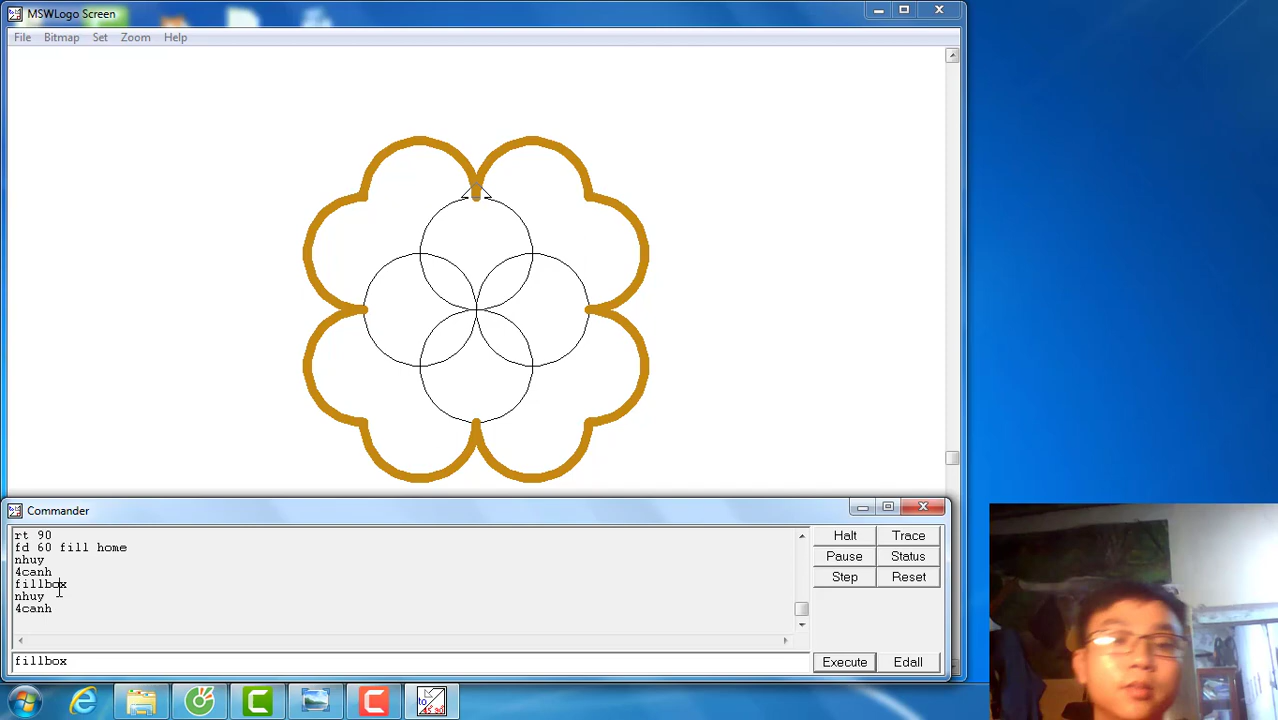 MSWLogo Screen
File Bitmap Set Zoom Help
Commander
rt 90
fd 60 fill home
nhuy
4canh
fillbox
nhuy
4canh
fillbox
Halt Trace
Pause Status
Step Reset
Execute Edall